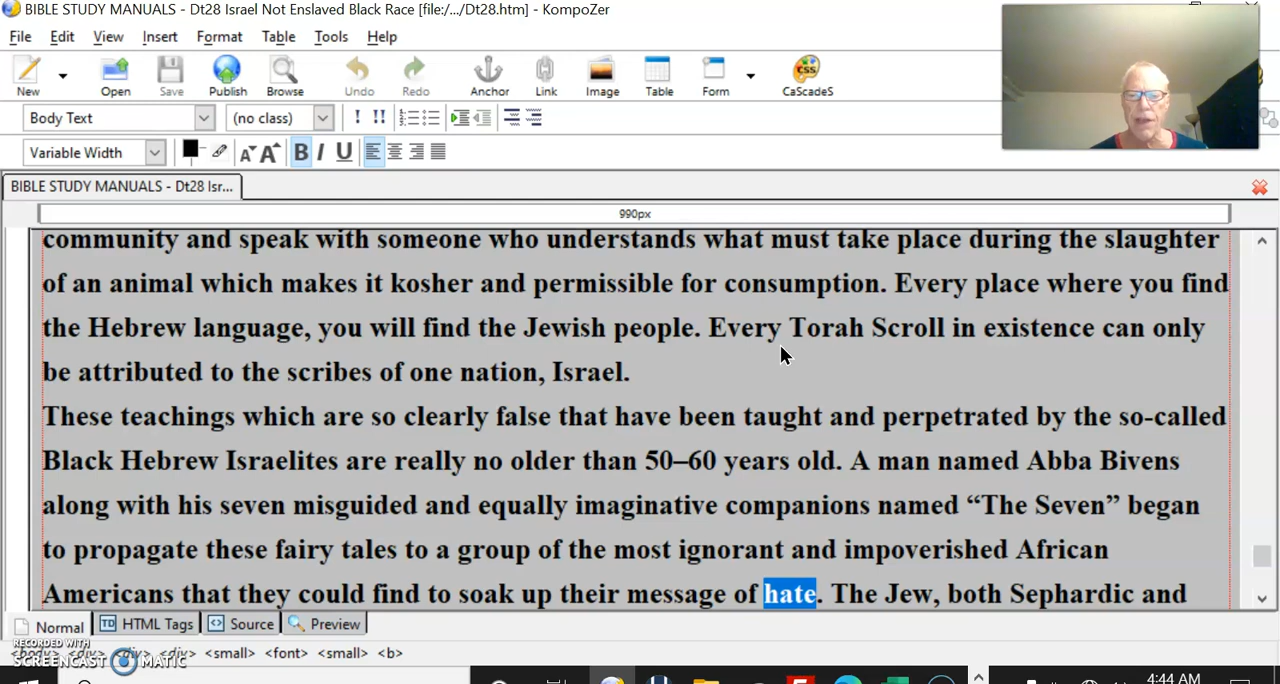 BIBLE STUDY MANUALS - Dt28 Israel Not Enslaved Black Race [file:/.../Dt28.htm] - KompoZer
File Edit View Insert Format Table Tools Help
New Open Save Publish Browse Undo Redo Anchor Link Image Table Form CaScadeS
Body Text (no class)
Variable Width
BIBLE STUDY MANUALS - Dt28 Isr...
990px
community and speak with someone who understands what must take place during the slaughter
of an animal which makes it kosher and permissible for consumption. Every place where you find
the Hebrew language, you will find the Jewish people. Every Torah Scroll in existence can only
be attributed to the scribes of one nation, Israel.
These teachings which are so clearly false that have been taught and perpetrated by the so-called
Black Hebrew Israelites are really no older than 50–60 years old. A man named Abba Bivens
along with his seven misguided and equally imaginative companions named “The Seven” began
to propagate these fairy tales to a group of the most ignorant and impoverished African
Americans that they could find to soak up their message of hate. The Jew, both Sephardic and
Normal HTML Tags Source Preview
RECORDED WITH
SCREENCAST MATIC
<body> <div> <div> <div> <small> <font> <small> <b>
4:44 AM